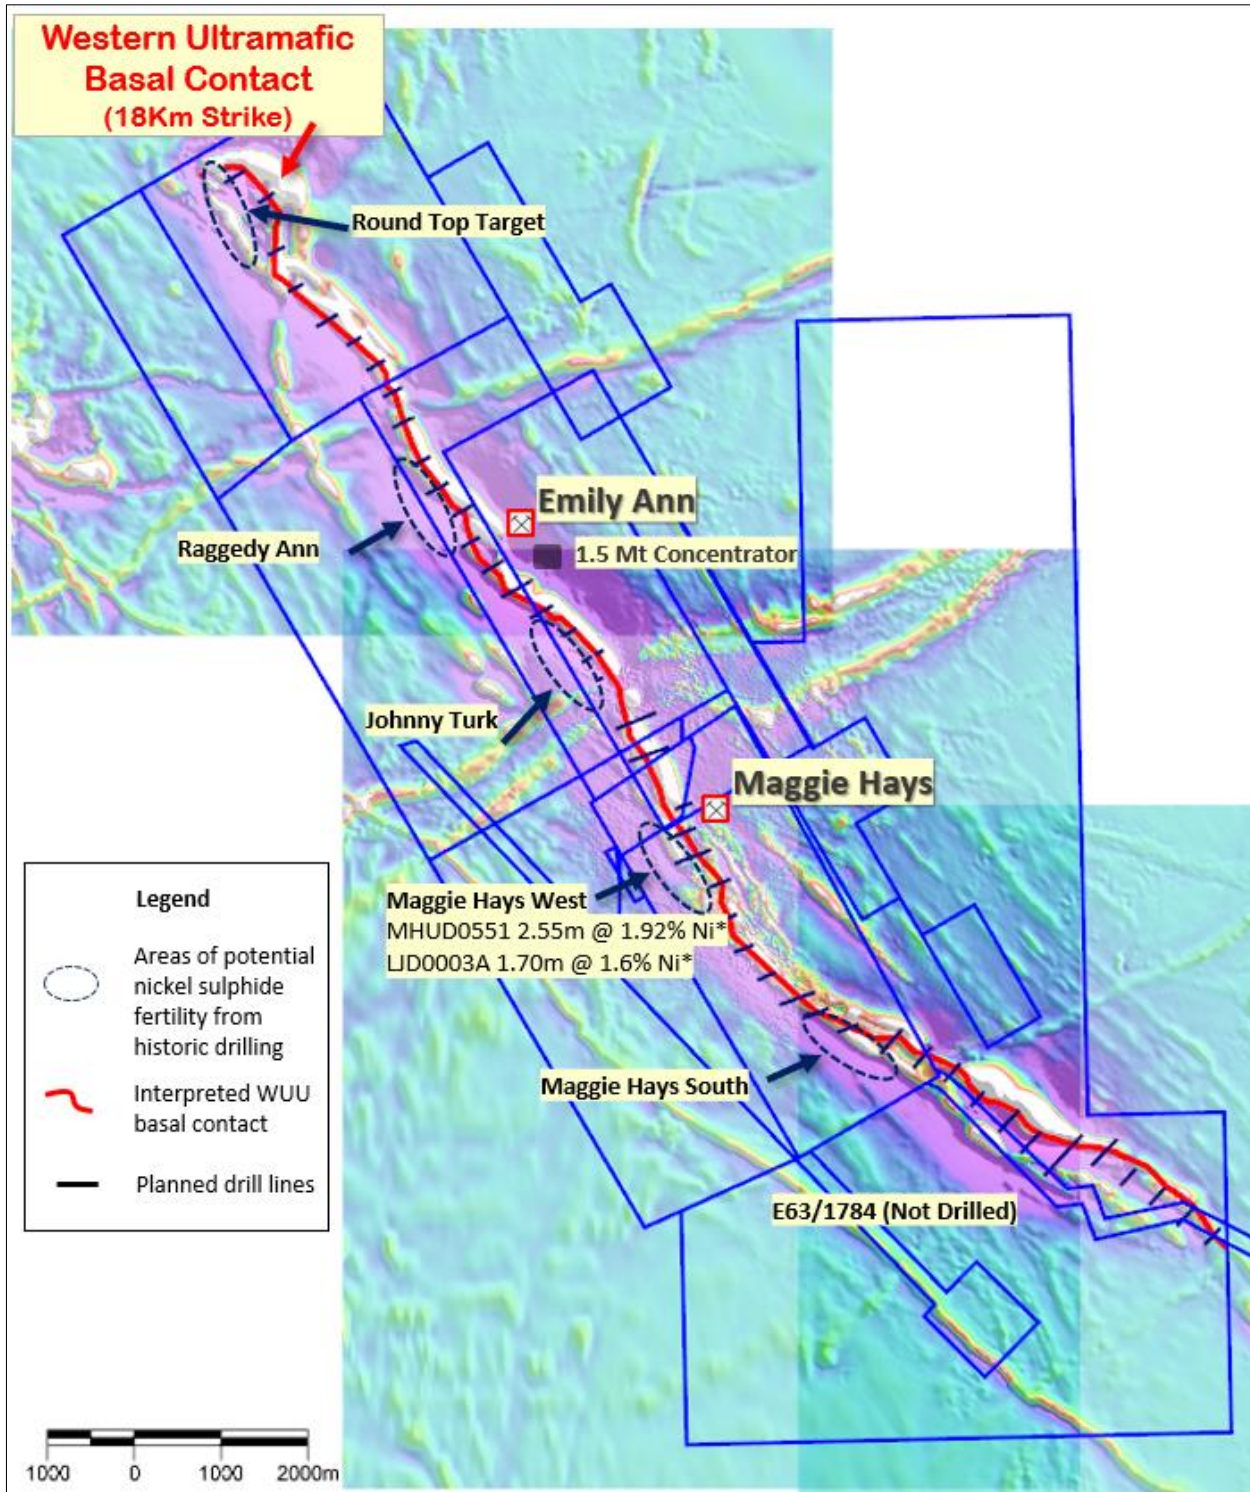 Western Ultramafic
Basal Contact
(18Km Strike)
Round Top Target
Emily Ann
1.5 Mt Concentrator
Raggedy Ann
Johnny Turk
Maggie Hays
Maggie Hays West
MHUD0551 2.55m @ 1.92% Ni*
LJD0003A 1.70m @ 1.6% Ni*
Maggie Hays South
E63/1784 (Not Drilled)
Legend
Areas of potential
nickel sulphide
fertility from
historic drilling
Interpreted WUU
basal contact
Planned drill lines
1000 0 1000 2000m